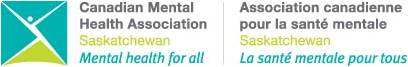 Canadian Mental
Health Association
Saskatchewan
Mental health for all
Association canadienne
pour la santé mentale
Saskatchewan
La santé mentale pour tous